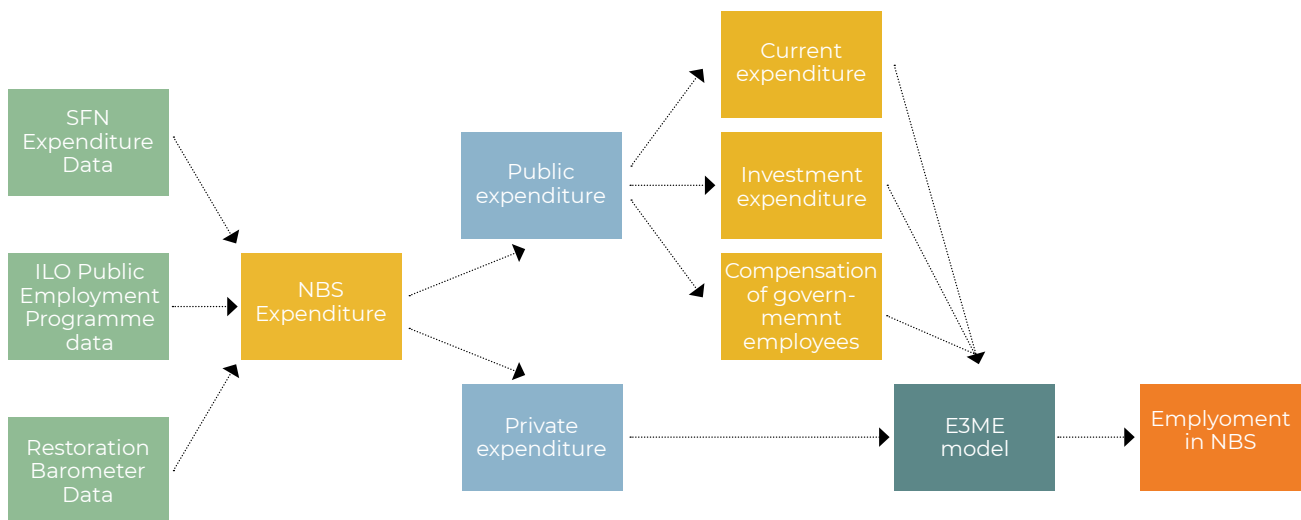 SFN
Expenditure
Data
ILO Public
Employment
Programme
data
Restoration
Barometer
Data
NBS
Expenditure
Public
expenditure
Private
expenditure
Current
expenditure
Investment
expenditure
Compensation
of govern-
memnt
employees
E3ME
model
Emplyoment
in NBS